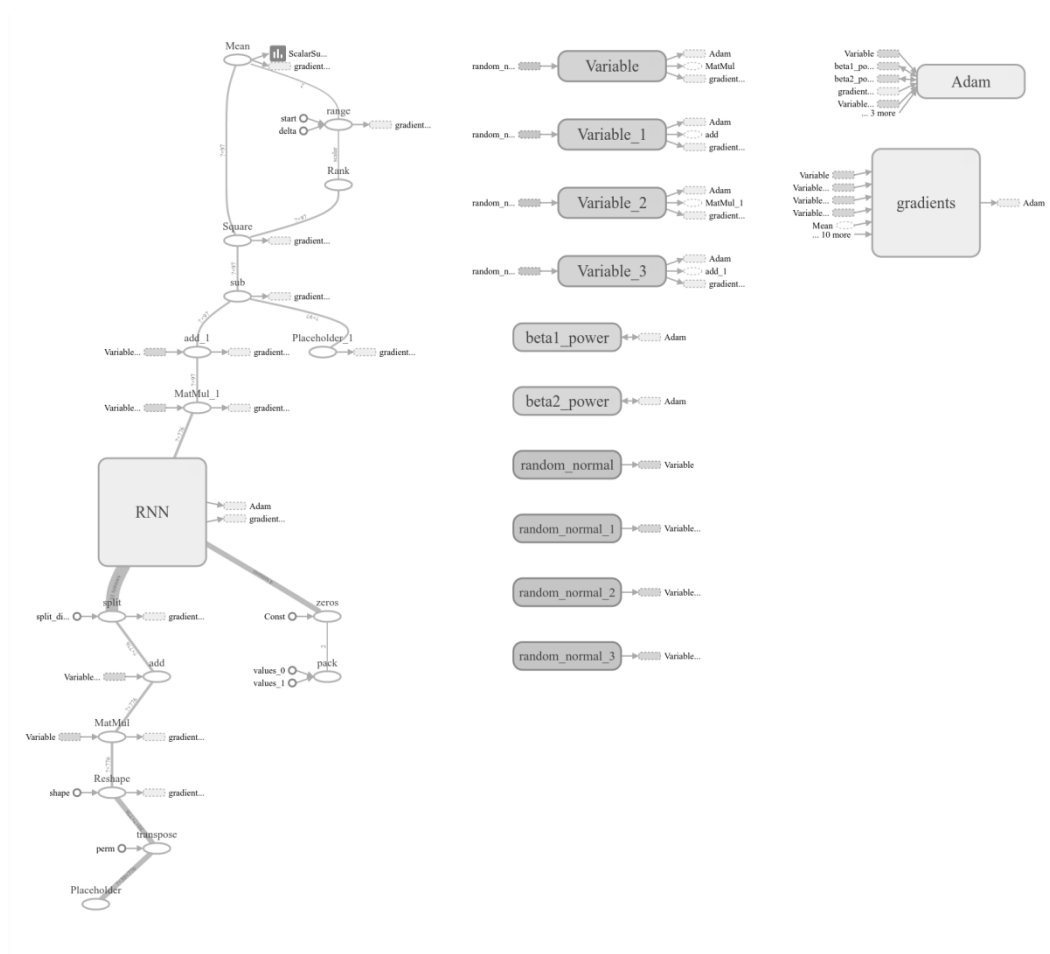 Mean
ScalarSu...
gradient...
start
delta
range
gradient...
scalar
Rank
Square
gradient...
sub
gradient...
Variable...
add_1
gradient...
Placeholder_1
gradient...
Variable...
MatMul_1
gradient...
RNN
Adam
gradient...
split_di...
split
gradient...
Const
zeros
2
Variable...
add
values_0
values_1
pack
Variable
MatMul
gradient...
shape
Reshape
gradient...
perm
transpose
Placeholder
random_n...
Variable
Adam
MatMul
gradient...
random_n...
Variable_1
Adam
add
gradient...
random_n...
Variable_2
Adam
MatMul_1
gradient...
random_n...
Variable_3
Adam
add_1
gradient...
beta1_power
Adam
beta2_power
Adam
random_normal
Variable
random_normal_1
Variable...
random_normal_2
Variable...
random_normal_3
Variable...
Variable
beta1_po...
beta2_po...
gradient...
Variable...
... 3 more
Adam
Variable
Variable...
Variable...
Variable...
Mean
... 10 more
gradients
Adam